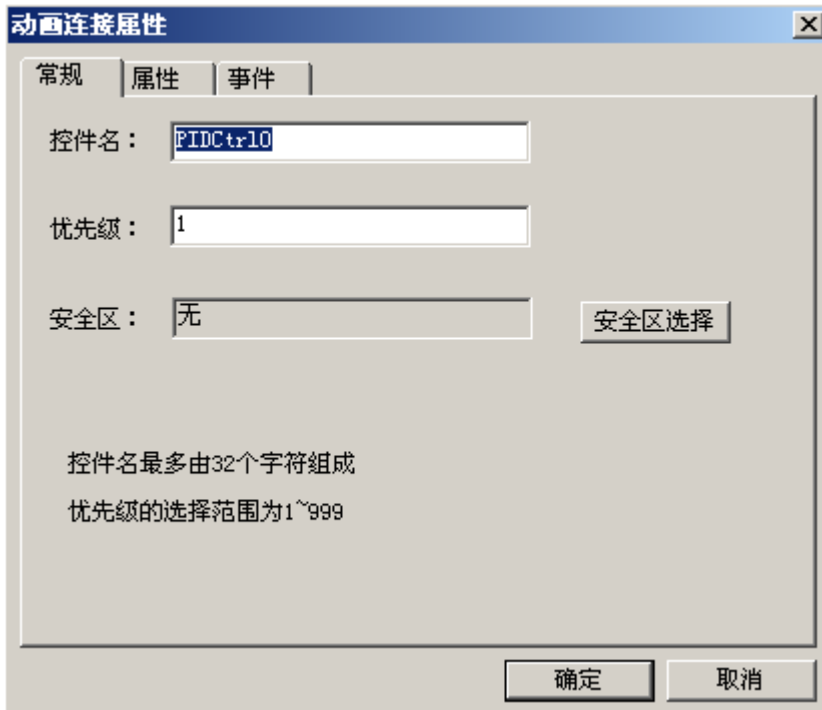 动画连接属性
常规 属性 事件
控件名： PIDCtrl0
优先级： 1
安全区： 无 安全区选择
控件名最多由32个字符组成
优先级的选择范围为1~999
确定 取消